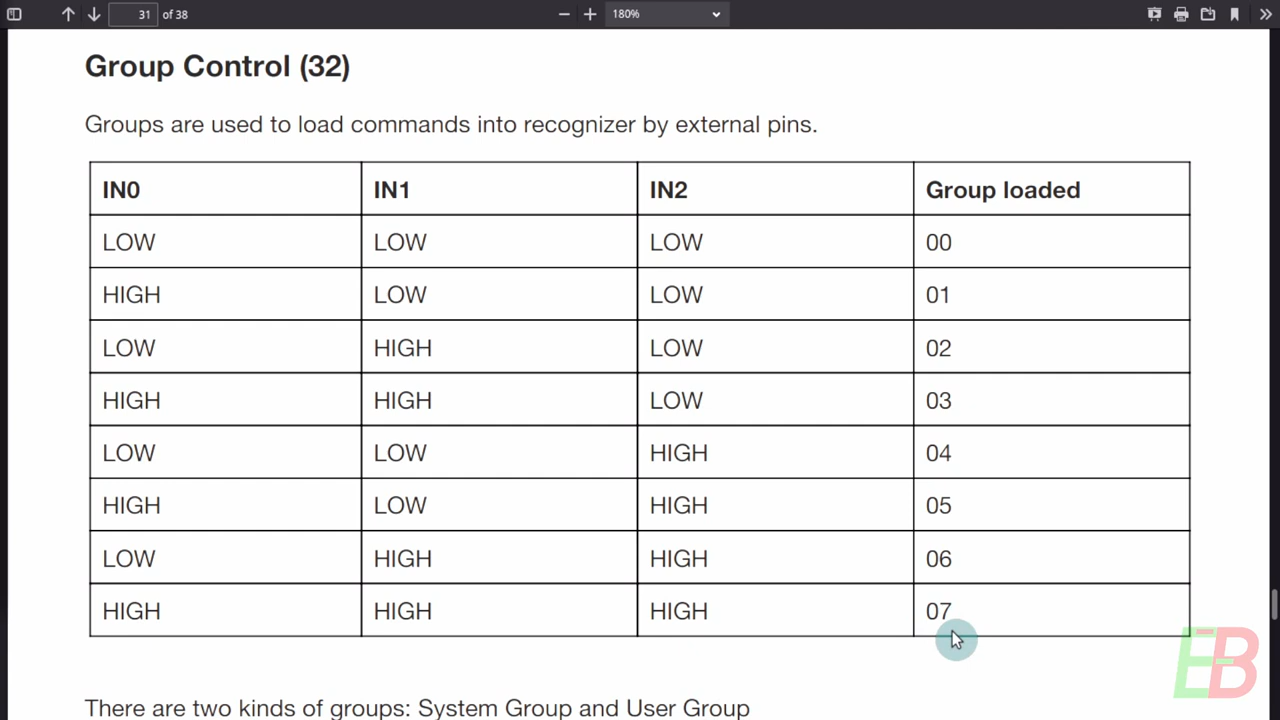 31 of 38 180%
Group Control (32)
Groups are used to load commands into recognizer by external pins.
IN0 IN1 IN2 Group loaded
LOW LOW LOW 00
HIGH LOW LOW 01
LOW HIGH LOW 02
HIGH HIGH LOW 03
LOW LOW HIGH 04
HIGH LOW HIGH 05
LOW HIGH HIGH 06
HIGH HIGH HIGH 07
EB
There are two kinds of groups: System Group and User Group